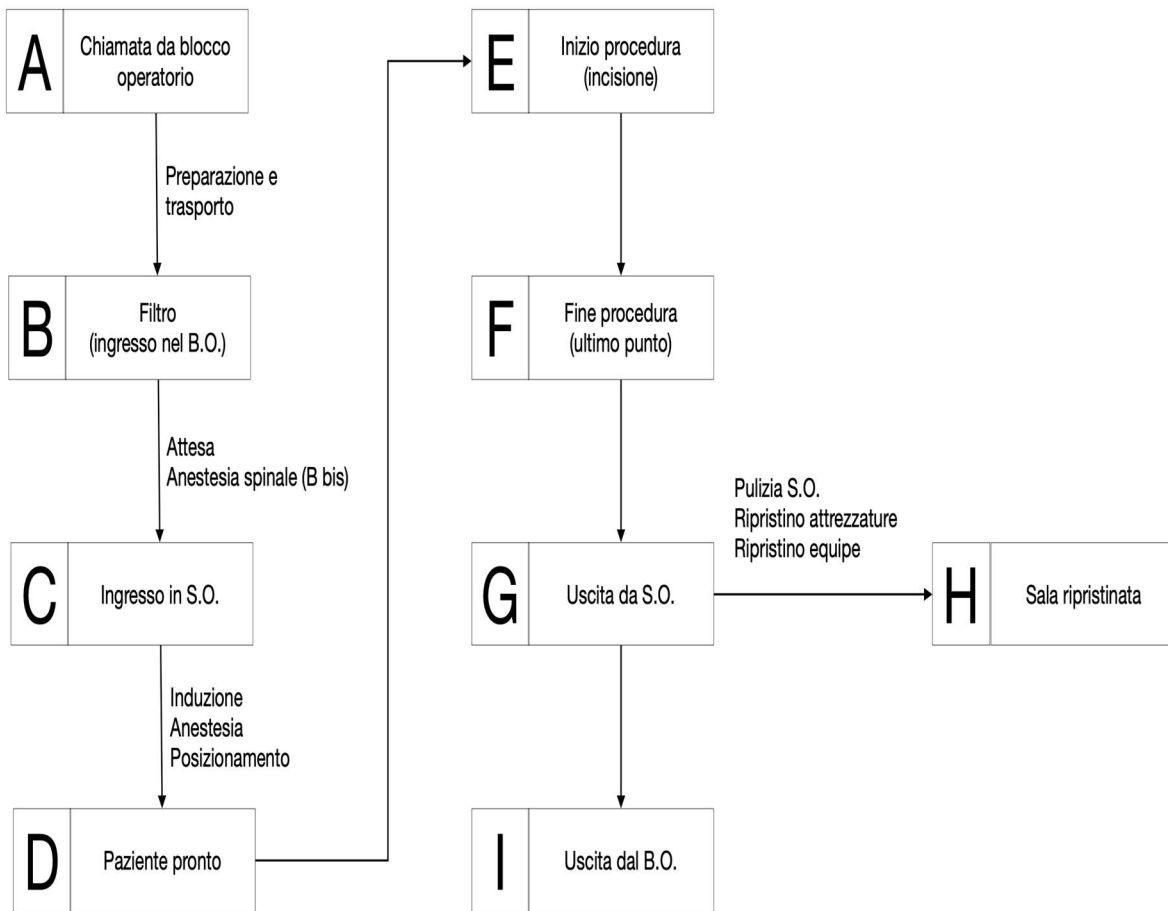 A
Chiamata da blocco
operatorio
Preparazione e
trasporto
B
Filtro
(ingresso nel B.O.)
Attesa
Anestesia spinale (B bis)
C
Ingresso in S.O.
Induzione
Anestesia
Posizionamento
D
Paziente pronto
E
Inizio procedura
(incisione)
F
Fine procedura
(ultimo punto)
G
Uscita da S.O.
Pulizia S.O.
Ripristino attrezzature
Ripristino equipe
H
Sala ripristinata
I
Uscita dal B.O.